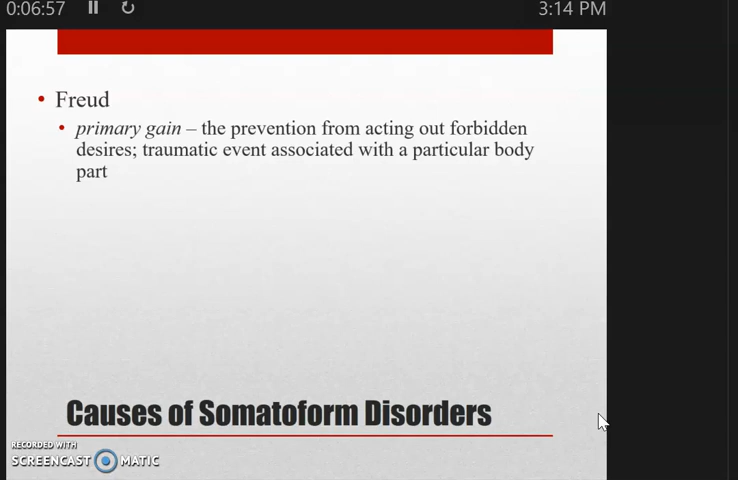 0:06:57 3:14 PM
Freud
primary gain – the prevention from acting out forbidden
desires; traumatic event associated with a particular body
part
Causes of Somatoform Disorders
RECORDED WITH
SCREENCAST MATIC